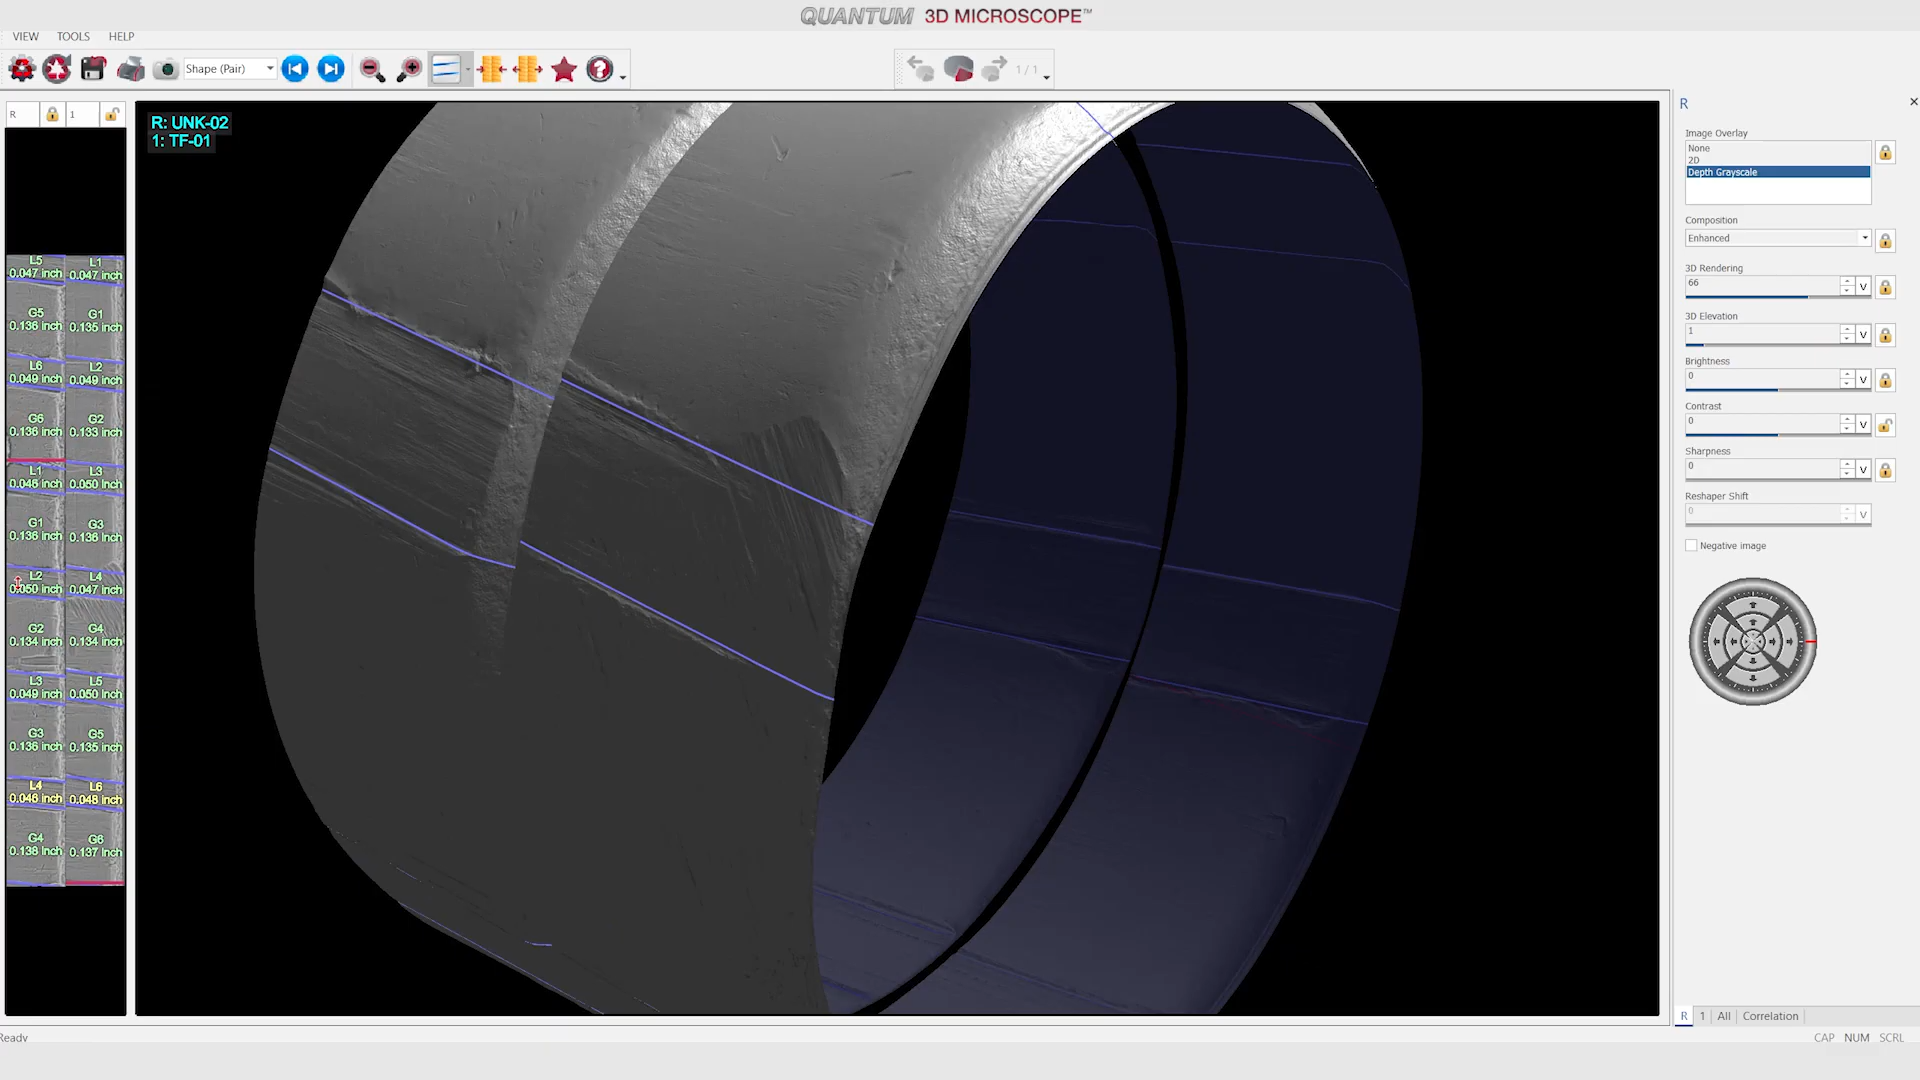 QUANTUM 3D MICROSCOPE™
VIEW TOOLS HELP
Shape (Pair)
1 / 1
R 1
R: UNK-02
1: TF-01
L5 L1
0.047 inch 0.047 inch
G5 G1
0.136 inch 0.135 inch
L6 L2
0.049 inch 0.049 inch
G6 G2
0.136 inch 0.133 inch
L1 L3
0.046 inch 0.050 inch
G1 G3
0.136 inch 0.136 inch
L2 L4
0.050 inch 0.047 inch
G2 G4
0.134 inch 0.134 inch
L3 L5
0.049 inch 0.050 inch
G3 G5
0.136 inch 0.135 inch
L4 L6
0.046 inch 0.048 inch
G4 G6
0.136 inch 0.137 inch
R
Image Overlay
None
2D
Depth Grayscale
Composition
Enhanced
3D Rendering
66 V
3D Elevation
1 V
Brightness
0 V
Contrast
0 V
Sharpness
0 V
Reshaper Shift
0 V
Negative image
R 1 All Correlation
Ready
CAP NUM SCRL